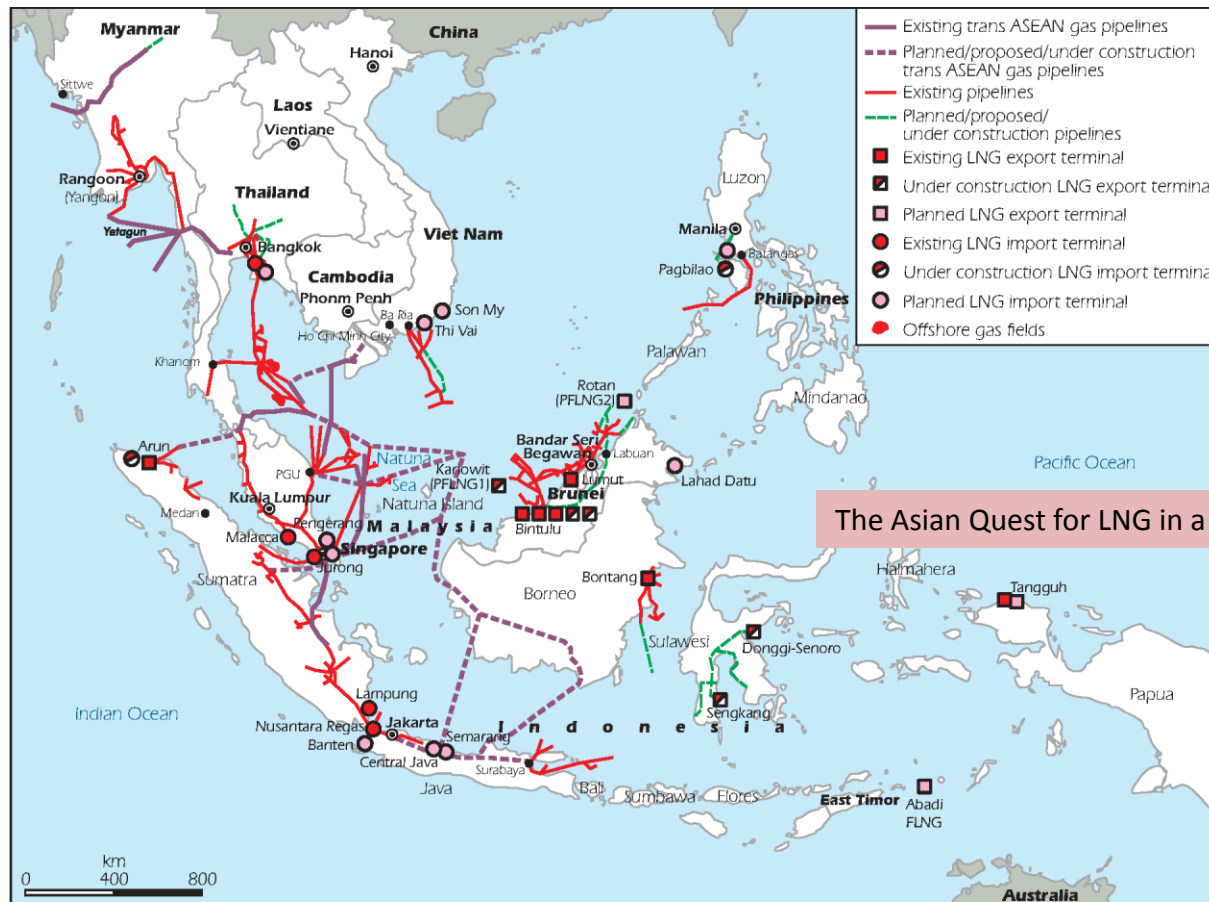 Myanmar
China
Hanoi
Sittwe
Laos
Vientiane
Rangoon
(Yangon)
Thailand
Yetagun
Bangkok
Viet Nam
Cambodia
Phonm Penh
Ba Ria
Son My
Ho Chi Minh City
Thi Vai
Khanom
Luzon
Manila
Batangas
Pagbilao
Philippines
Palawan
Mindanao
Rotan
(PFLNG2)
Arun
PGU
Natuna
Sea
Natuna Island
Kanowit
(PFLNG1)
Bandar Seri
Begawan
Labuan
Lumut
Brunei
Lahad Datu
Pacific Ocean
Medan
Kuala Lumpur
Pengerang
Malaysia
Bintulu
Malacca
Singapore
Jurong
Sumatra
Bontang
Borneo
The Asian Quest for LNG in a
Halmahera
Tangguh
Sulawesi
Donggi-Senoro
Sengkang
Papua
Indian Ocean
Lampung
Nusantara Regas
Jakarta
Banten
Semarang
Central Java
Indonesia
Surabaya
Java
Bali
Sumbawa
Flores
East Timor
Abadi
FLNG
Australia
km
0 400 800
Existing trans ASEAN gas pipelines
Planned/proposed/under construction
trans ASEAN gas pipelines
Existing pipelines
Planned/proposed/
under construction pipelines
Existing LNG export terminal
Under construction LNG export terminal
Planned LNG export terminal
Existing LNG import terminal
Under construction LNG import terminal
Planned LNG import terminal
Offshore gas fields